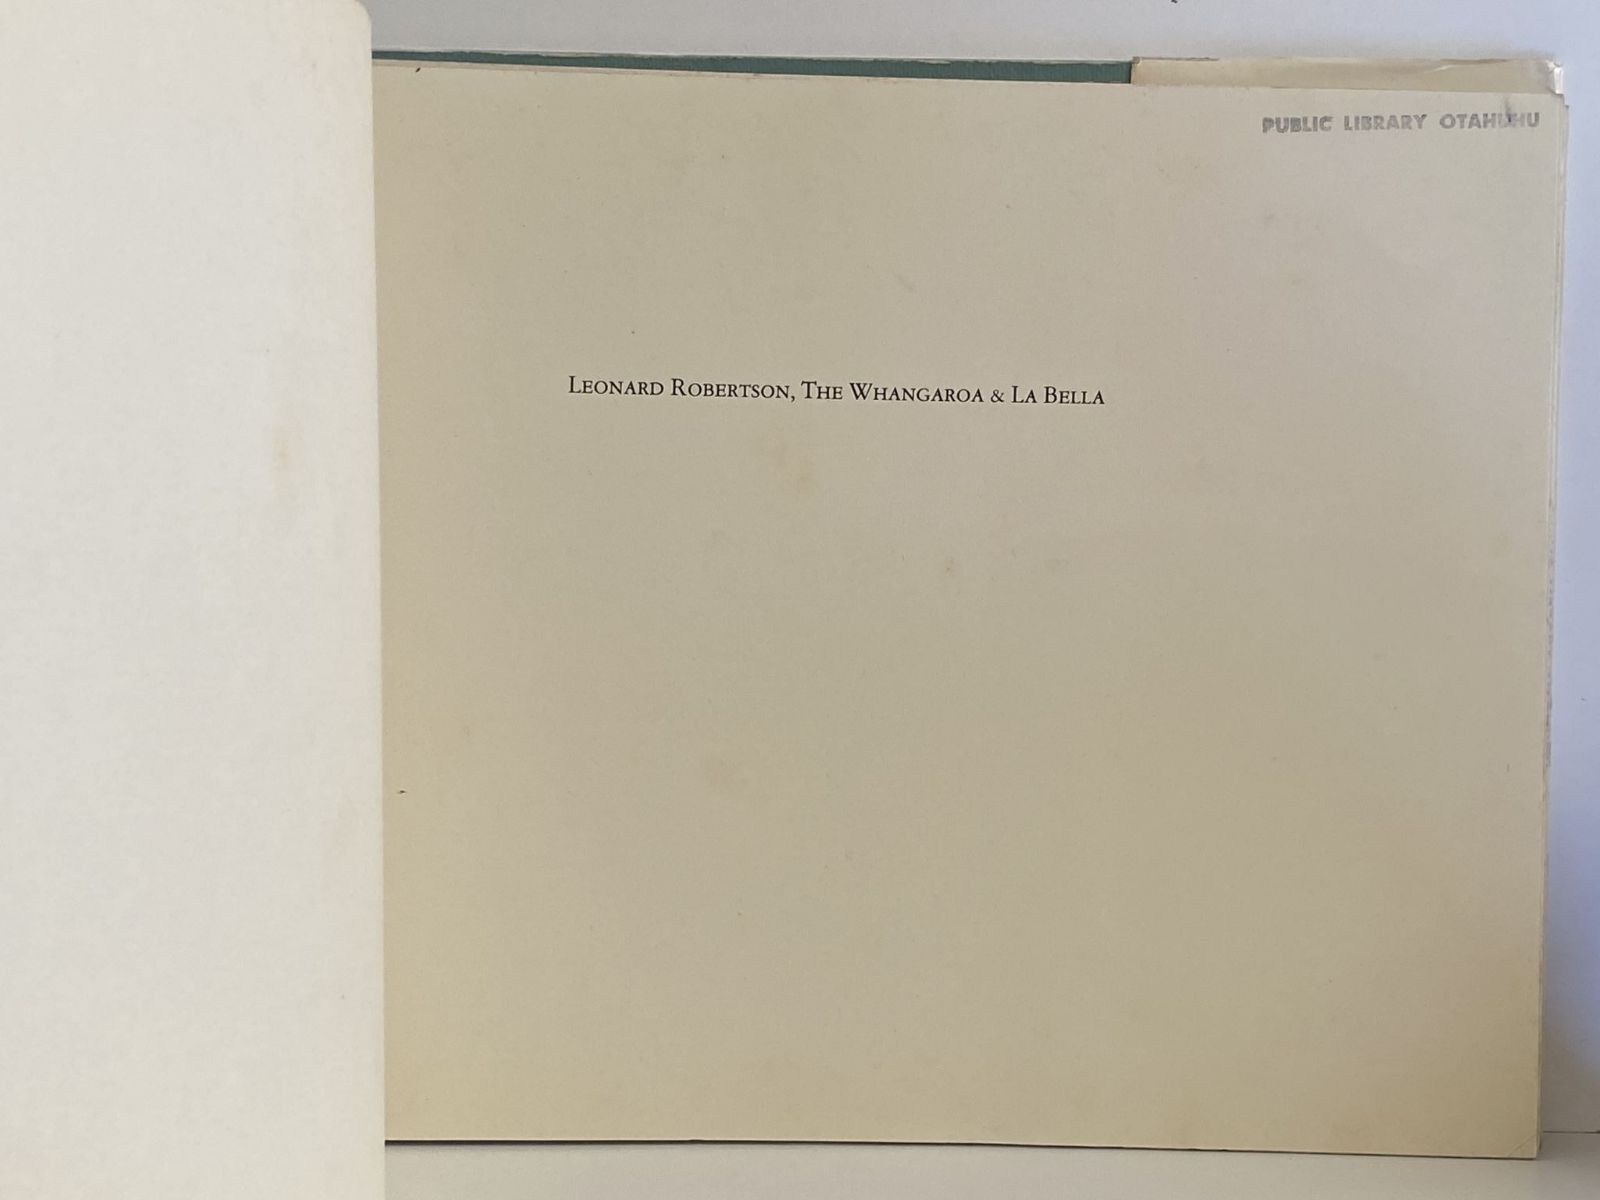 PUBLIC LIBRARY OTAHUHU
LEONARD ROBERTSON, THE WHANGAROA & LA BELLA